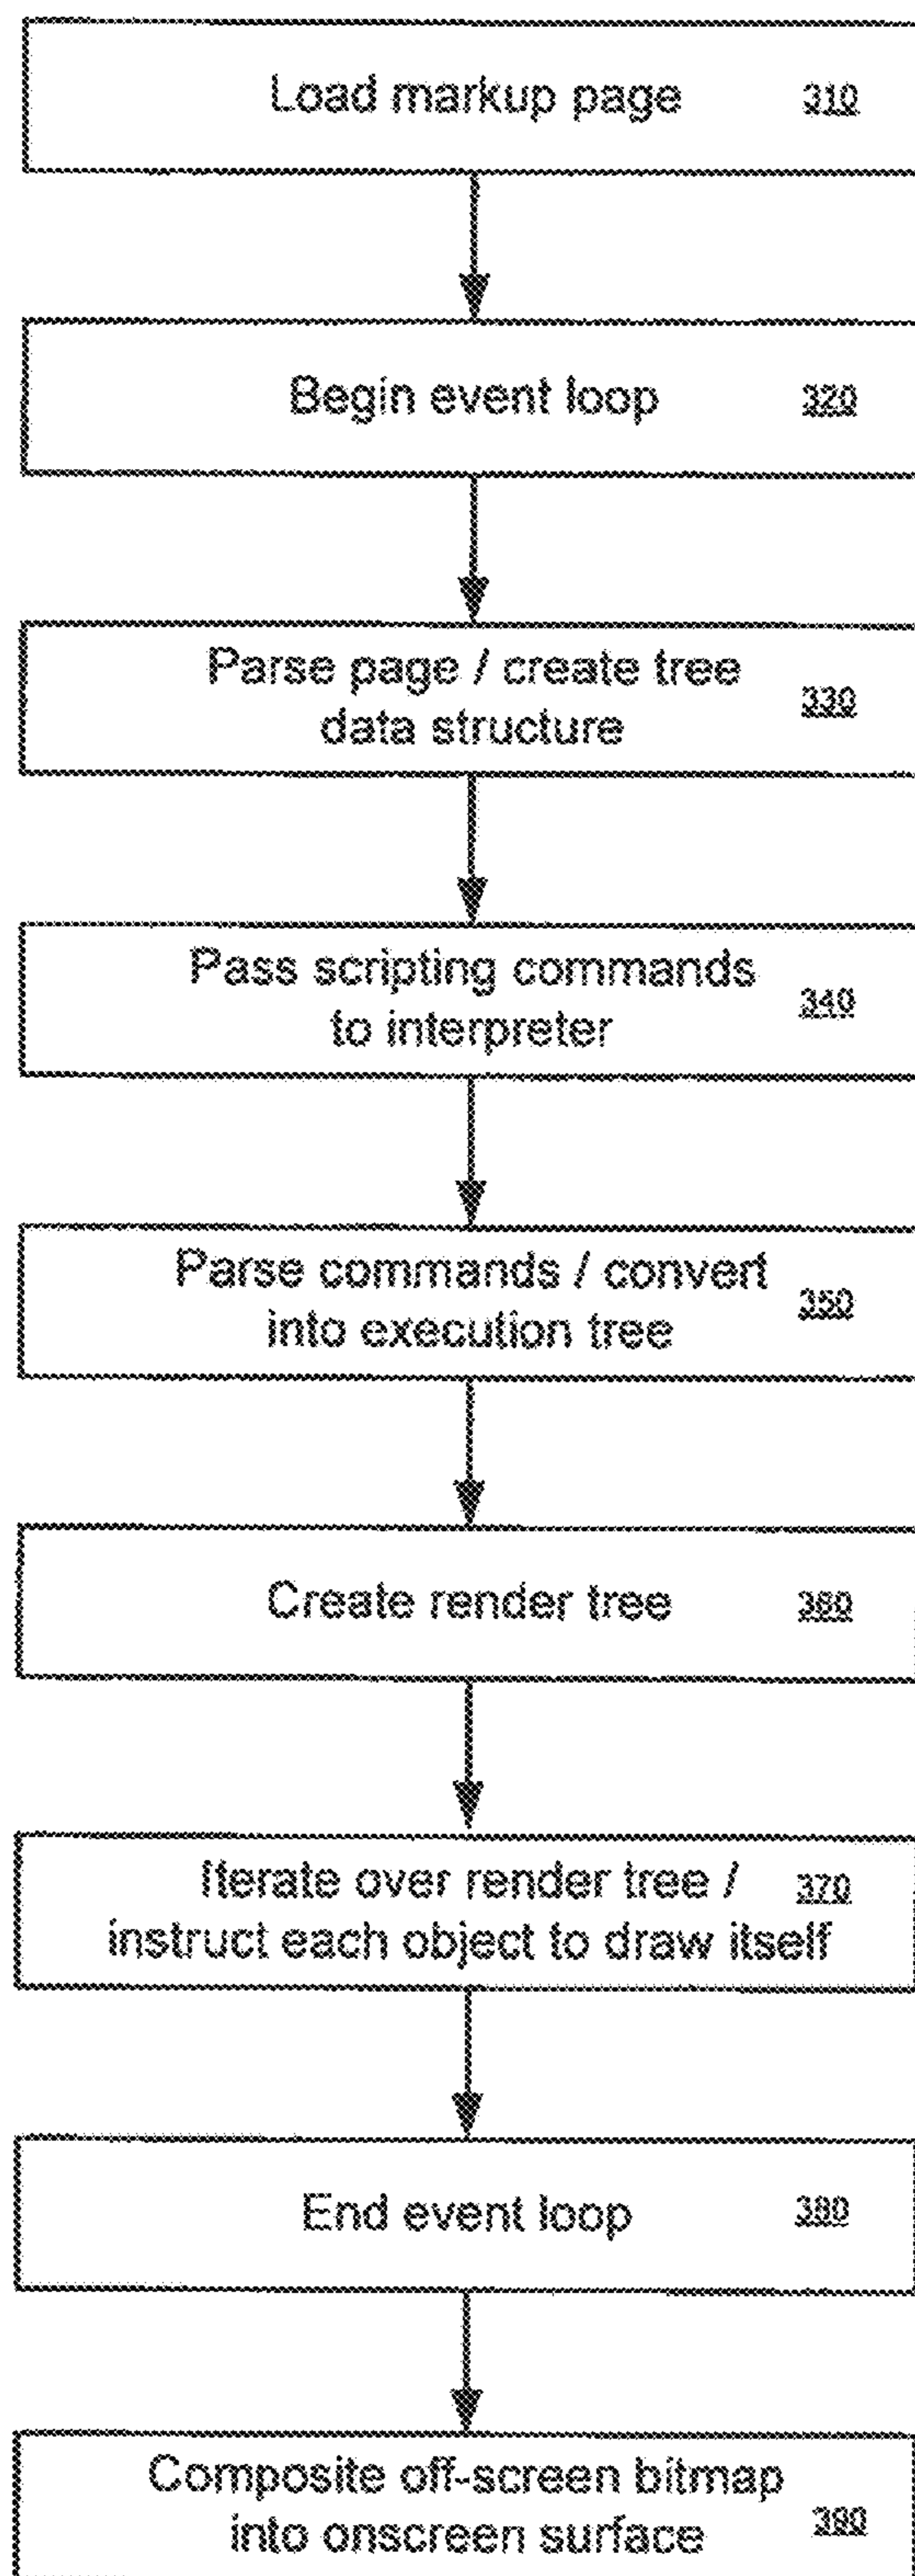 Load markup page 310
Begin event loop 320
Parse page / create tree
data structure 330
Pass scripting commands
to interpreter 340
Parse commands / convert
into execution tree 350
Create render tree 360
Iterate over render tree / 370
instruct each object to draw itself
End event loop 380
Composite off-screen bitmap
into onscreen surface 390